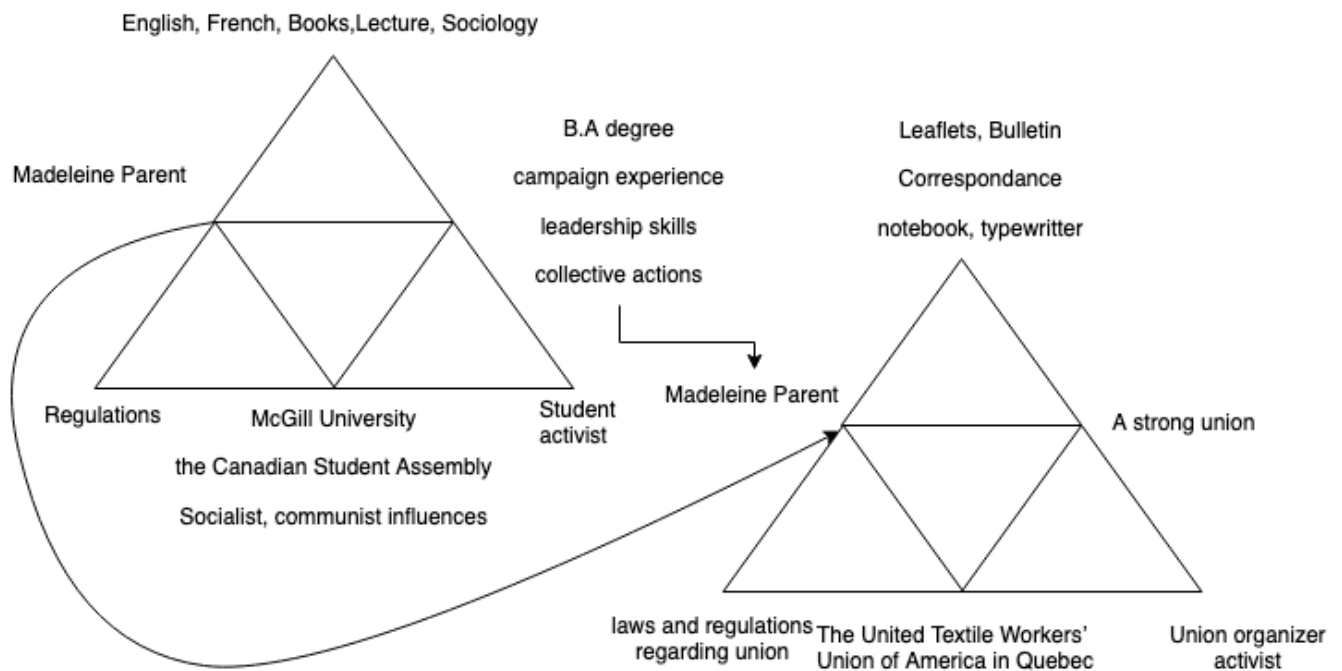 English, French, Books,Lecture, Sociology
Madeleine Parent
B.A degree
campaign experience
leadership skills
collective actions
Leaflets, Bulletin
Correspondance
notebook, typewritter
Regulations
McGill University
the Canadian Student Assembly
Socialist, communist influences
Student
activist
Madeleine Parent
A strong union
laws and regulations
regarding union
The United Textile Workers'
Union of America in Quebec
Union organizer
activist